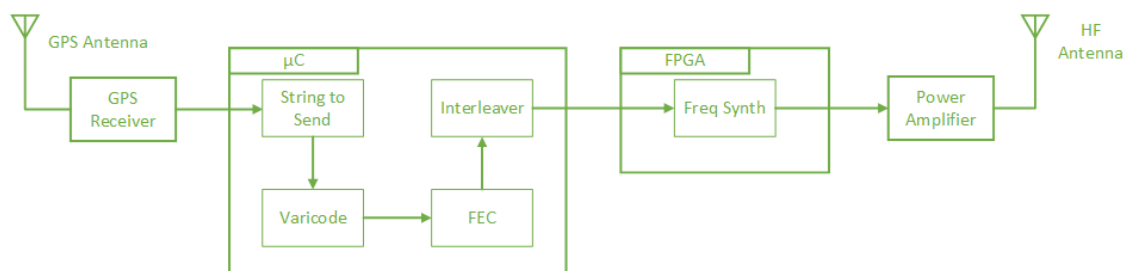 GPS Antenna
GPS
Receiver
µC
String to
Send
Varicode
FEC
Interleaver
FPGA
Freq Synth
Power
Amplifier
HF
Antenna